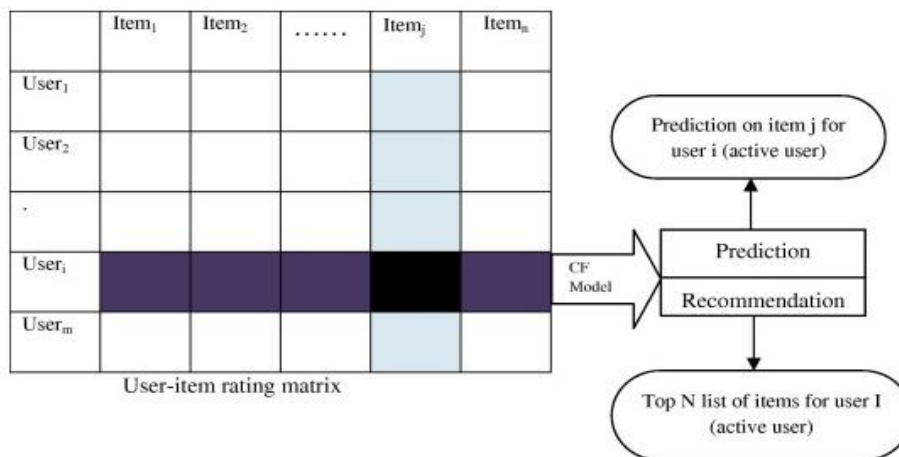 Item₁ Item₂ ...... Itemⱼ Itemₙ
User₁
User₂
.
Userᵢ
Userₘ
User-item rating matrix
CF
Model
Prediction on item j for
user i (active user)
Prediction
Recommendation
Top N list of items for user I
(active user)